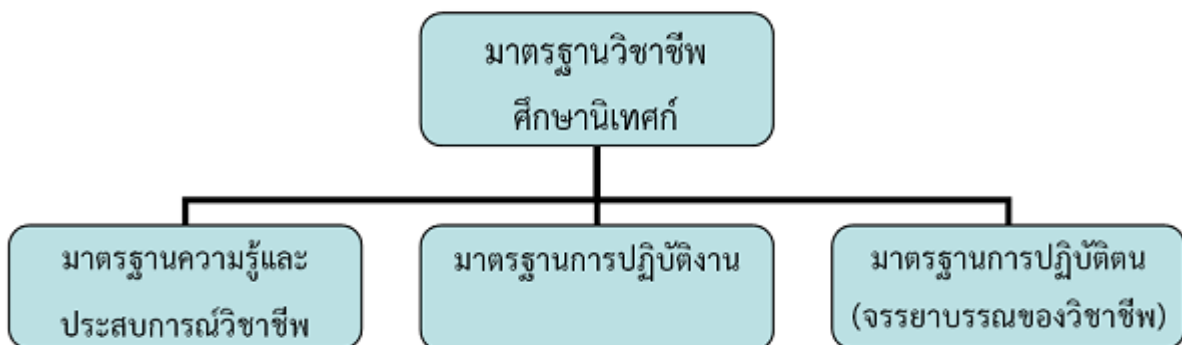 มาตรฐานวิชาชีพ
ศึกษานิเทศก์
มาตรฐานความรู้และ
ประสบการณ์วิชาชีพ
มาตรฐานการปฏิบัติงาน
มาตรฐานการปฏิบัติตน
(จรรยาบรรณของวิชาชีพ)